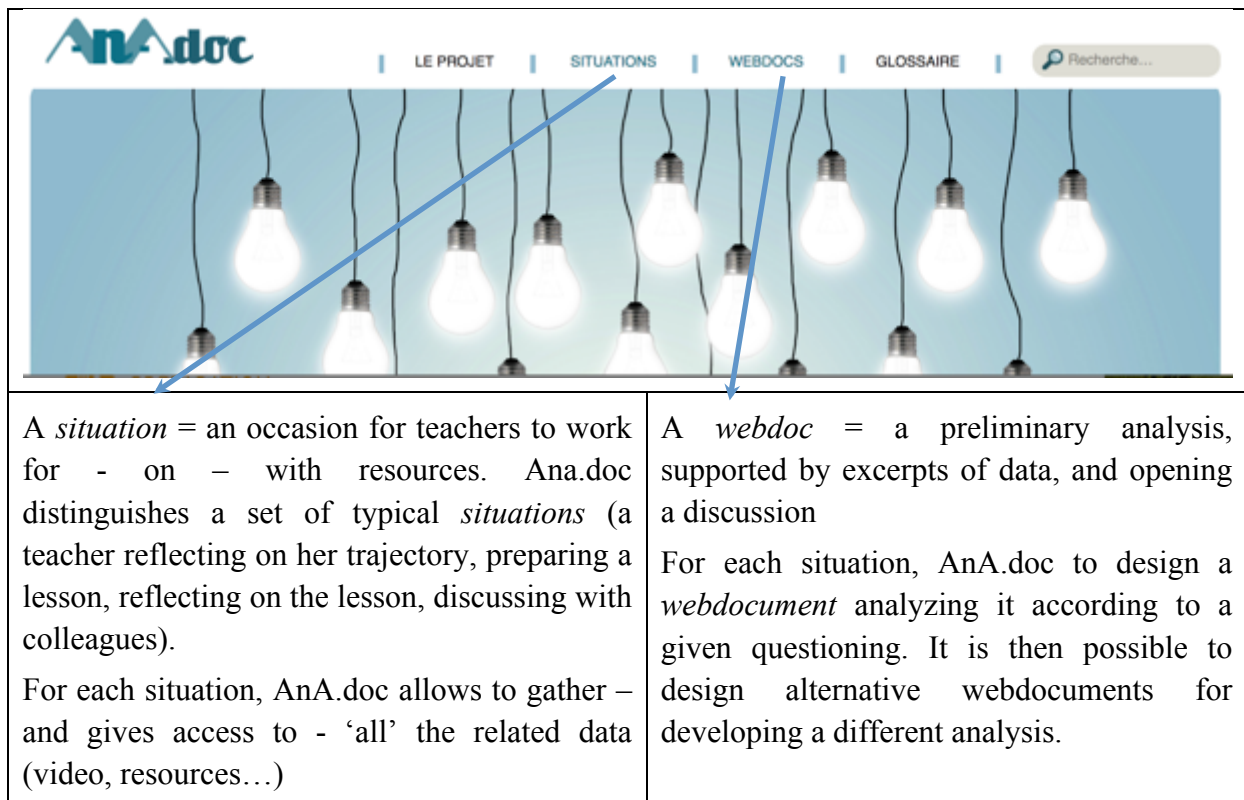 AnAdoc
LE PROJET SITUATIONS WEBDOCS GLOSSAIRE Recherche...
A situation = an occasion for teachers to work
for - on – with resources. Ana.doc
distinguishes a set of typical situations (a
teacher reflecting on her trajectory, preparing a
lesson, reflecting on the lesson, discussing with
colleagues).
For each situation, AnA.doc allows to gather –
and gives access to - ‘all’ the related data
(video, resources…)
A webdoc = a preliminary analysis,
supported by excerpts of data, and opening
a discussion
For each situation, AnA.doc to design a
webdocument analyzing it according to a
given questioning. It is then possible to
design alternative webdocuments for
developing a different analysis.